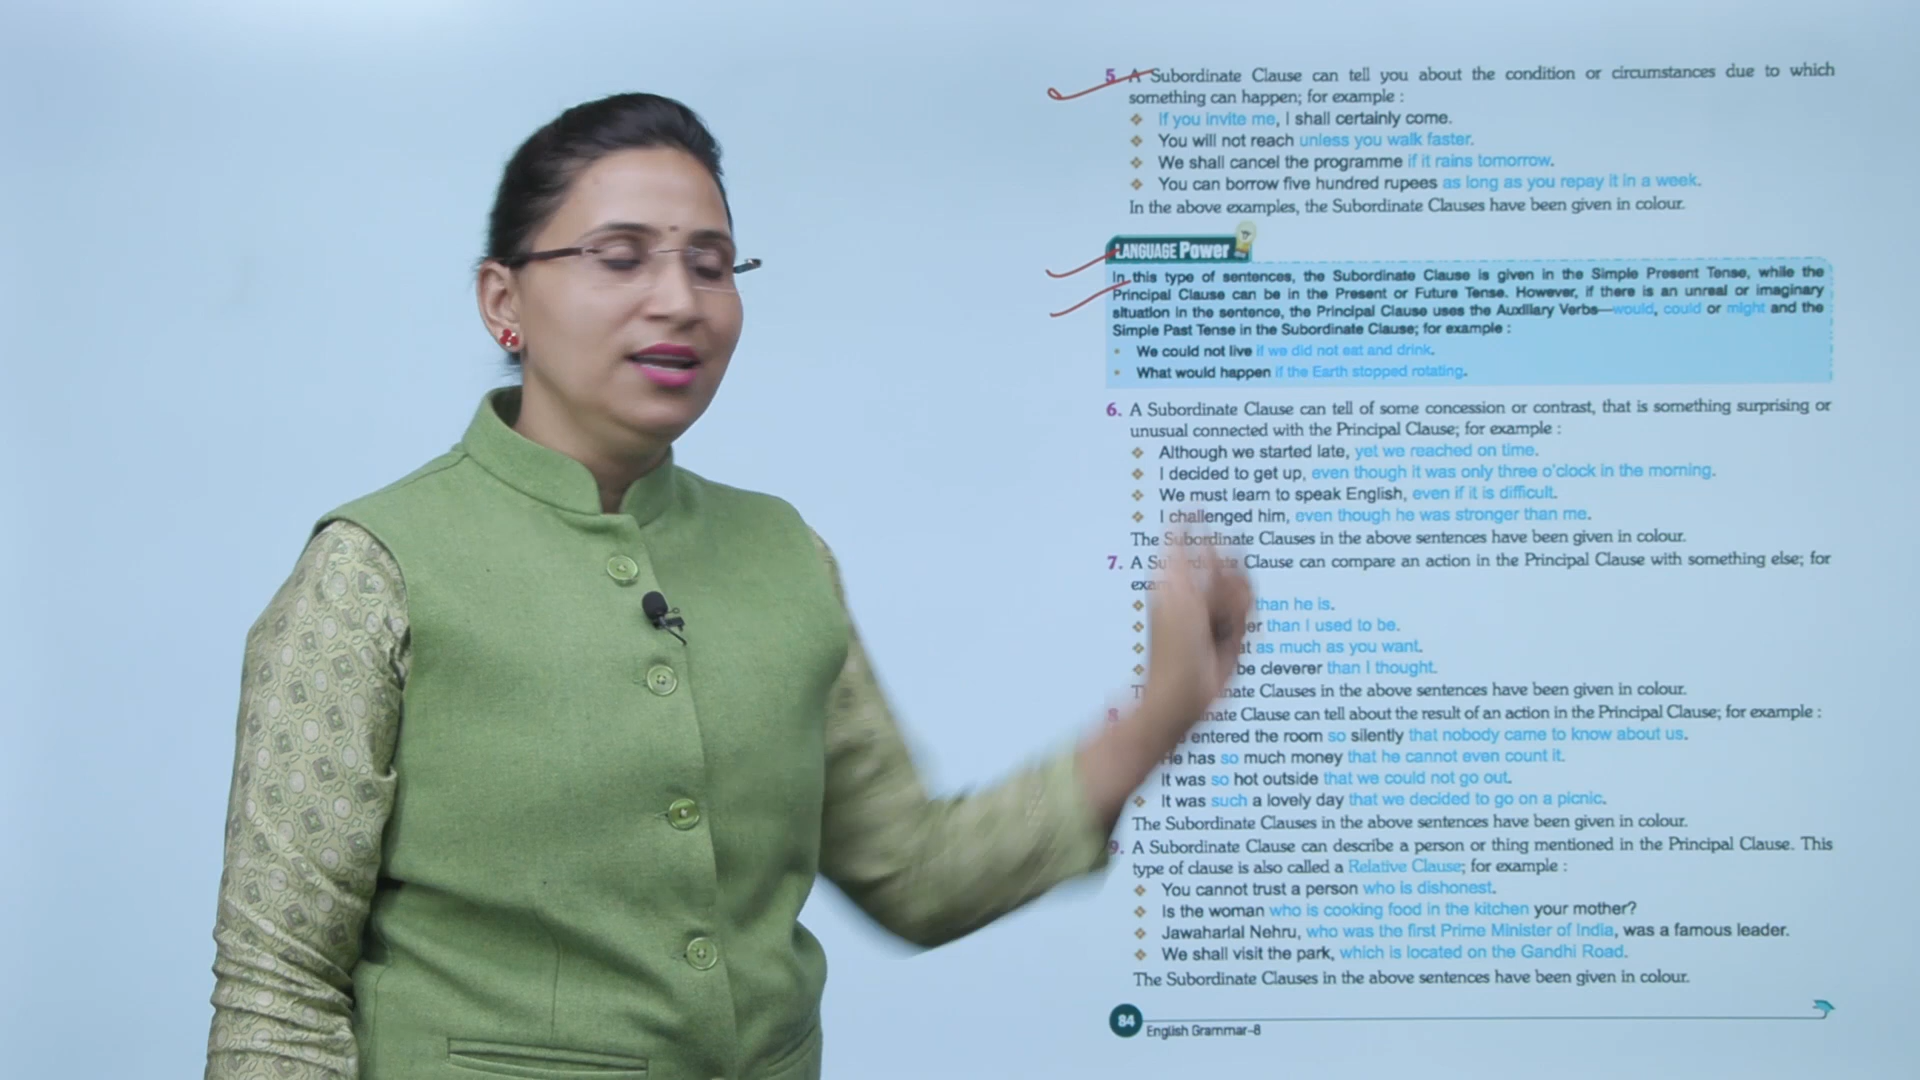 5. A Subordinate Clause can tell you about the condition or circumstances due to which
something can happen; for example :
❖ If you invite me, I shall certainly come.
❖ You will not reach unless you walk faster.
❖ We shall cancel the programme if it rains tomorrow.
❖ You can borrow five hundred rupees as long as you repay it in a week.
In the above examples, the Subordinate Clauses have been given in colour.
LANGUAGE Power
In this type of sentences, the Subordinate Clause is given in the Simple Present Tense, while the
Principal Clause can be in the Present or Future Tense. However, if there is an unreal or imaginary
situation in the sentence, the Principal Clause uses the Auxiliary Verbs—would, could or might and the
Simple Past Tense in the Subordinate Clause; for example :
• We could not live if we did not eat and drink.
• What would happen if the Earth stopped rotating.
6. A Subordinate Clause can tell of some concession or contrast, that is something surprising or
unusual connected with the Principal Clause; for example :
❖ Although we started late, yet we reached on time.
❖ I decided to get up, even though it was only three o'clock in the morning.
❖ We must learn to speak English, even if it is difficult.
❖ I challenged him, even though he was stronger than me.
The Subordinate Clauses in the above sentences have been given in colour.
7. A Clause can compare an action in the Principal Clause with something else; for
❖ than he is.
❖ than I used to be.
❖ as much as you want.
❖ be cleverer than I thought.
Clauses in the above sentences have been given in colour.
8. Clause can tell about the result of an action in the Principal Clause; for example :
entered the room so silently that nobody came to know about us.
He has so much money that he cannot even count it.
It was so hot outside that we could not go out.
❖ It was such a lovely day that we decided to go on a picnic.
The Subordinate Clauses in the above sentences have been given in colour.
9. A Subordinate Clause can describe a person or thing mentioned in the Principal Clause. This
type of clause is also called a Relative Clause; for example :
❖ You cannot trust a person who is dishonest.
❖ Is the woman who is cooking food in the kitchen your mother?
❖ Jawaharlal Nehru, who was the first Prime Minister of India, was a famous leader.
❖ We shall visit the park, which is located on the Gandhi Road.
The Subordinate Clauses in the above sentences have been given in colour.
84 English Grammar-8